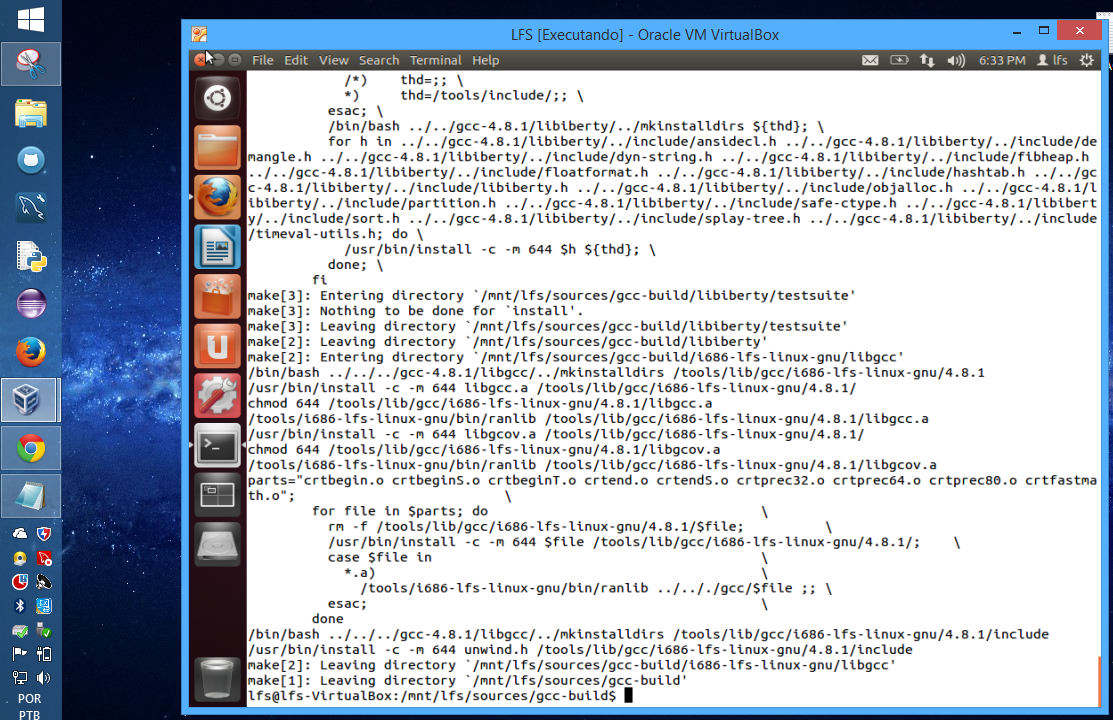 LFS [Executando] - Oracle VM VirtualBox
File Edit View Search Terminal Help
6:33 PM lfs
/*) thd=;; \
*) thd=/tools/include/;; \
esac; \
/bin/bash ../../gcc-4.8.1/libiberty/../mkinstalldirs ${thd}; \
for h in ../../gcc-4.8.1/libiberty/../include/ansidecl.h ../../gcc-4.8.1/libiberty/../include/de
mangle.h ../../gcc-4.8.1/libiberty/../include/dyn-string.h ../../gcc-4.8.1/libiberty/../include/fibheap.h
../../gcc-4.8.1/libiberty/../include/floatformat.h ../../gcc-4.8.1/libiberty/../include/hashtab.h ../../gc
c-4.8.1/libiberty/../include/libiberty.h ../../gcc-4.8.1/libiberty/../include/objalloc.h ../../gcc-4.8.1/l
ibiberty/../include/partition.h ../../gcc-4.8.1/libiberty/../include/safe-ctype.h ../../gcc-4.8.1/libibert
y/../include/sort.h ../../gcc-4.8.1/libiberty/../include/splay-tree.h ../../gcc-4.8.1/libiberty/../include
/timeval-utils.h; do \
/usr/bin/install -c -m 644 $h ${thd}; \
done; \
fi
make[3]: Entering directory `/mnt/lfs/sources/gcc-build/libiberty/testsuite'
make[3]: Nothing to be done for `install'.
make[3]: Leaving directory `/mnt/lfs/sources/gcc-build/libiberty/testsuite'
make[2]: Leaving directory `/mnt/lfs/sources/gcc-build/libiberty'
make[2]: Entering directory `/mnt/lfs/sources/gcc-build/i686-lfs-linux-gnu/libgcc'
/bin/bash ../../../gcc-4.8.1/libgcc/../mkinstalldirs /tools/lib/gcc/i686-lfs-linux-gnu/4.8.1
/usr/bin/install -c -m 644 libgcc.a /tools/lib/gcc/i686-lfs-linux-gnu/4.8.1/
chmod 644 /tools/lib/gcc/i686-lfs-linux-gnu/4.8.1/libgcc.a
/tools/i686-lfs-linux-gnu/bin/ranlib /tools/lib/gcc/i686-lfs-linux-gnu/4.8.1/libgcc.a
/usr/bin/install -c -m 644 libgcov.a /tools/lib/gcc/i686-lfs-linux-gnu/4.8.1/
chmod 644 /tools/lib/gcc/i686-lfs-linux-gnu/4.8.1/libgcov.a
/tools/i686-lfs-linux-gnu/bin/ranlib /tools/lib/gcc/i686-lfs-linux-gnu/4.8.1/libgcov.a
parts="crtbegin.o crtbeginS.o crtbeginT.o crtend.o crtendS.o crtprec32.o crtprec64.o crtprec80.o crtfastma
th.o"; \
for file in $parts; do \
rm -f /tools/lib/gcc/i686-lfs-linux-gnu/4.8.1/$file; \
/usr/bin/install -c -m 644 $file /tools/lib/gcc/i686-lfs-linux-gnu/4.8.1/; \
case $file in \
*.a) \
/tools/i686-lfs-linux-gnu/bin/ranlib ../.././gcc/$file ;; \
esac; \
done
/bin/bash ../../../gcc-4.8.1/libgcc/../mkinstalldirs /tools/lib/gcc/i686-lfs-linux-gnu/4.8.1/include
/usr/bin/install -c -m 644 unwind.h /tools/lib/gcc/i686-lfs-linux-gnu/4.8.1/include
make[2]: Leaving directory `/mnt/lfs/sources/gcc-build/i686-lfs-linux-gnu/libgcc'
make[1]: Leaving directory `/mnt/lfs/sources/gcc-build'
lfs@lfs-VirtualBox:/mnt/lfs/sources/gcc-build$
POR
PTB